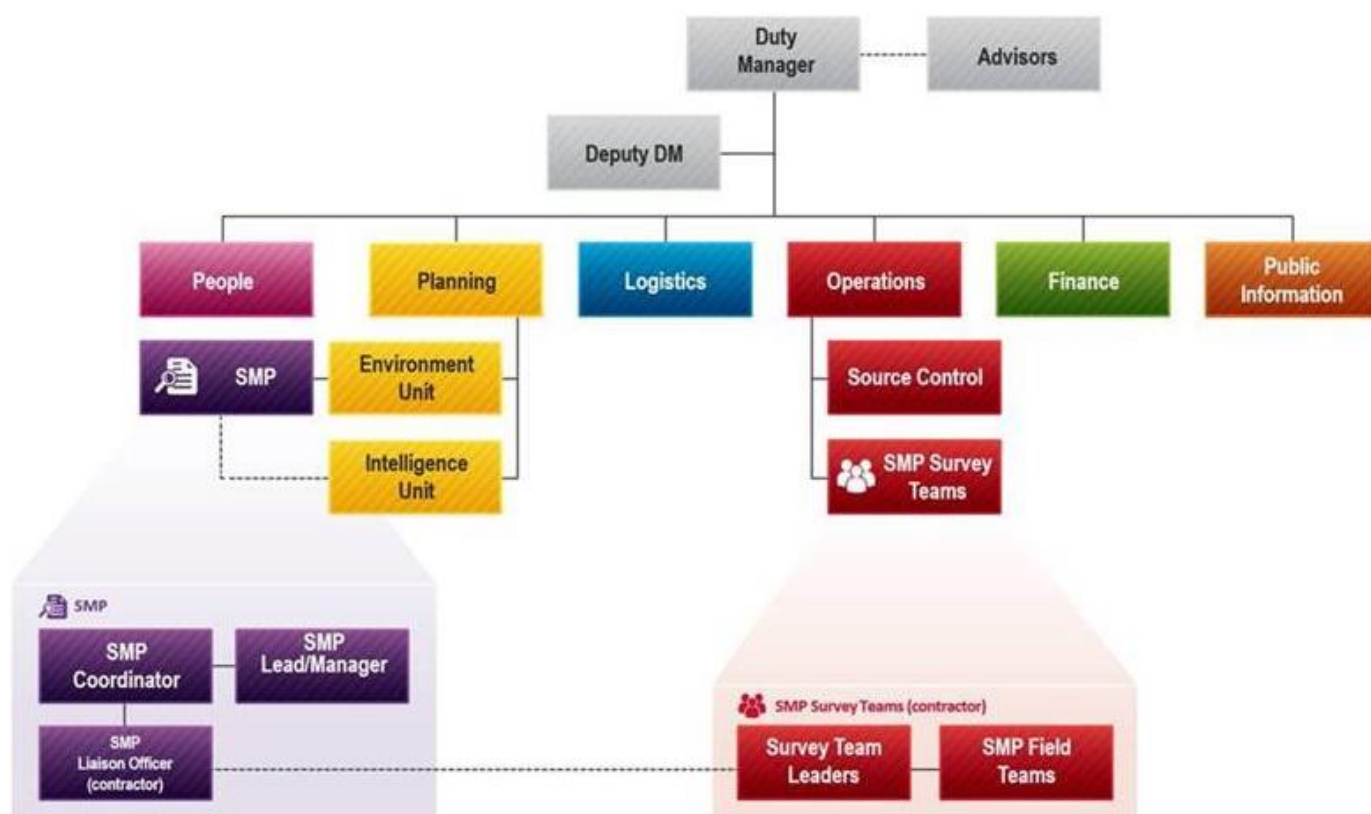 Duty
Manager
Advisors
Deputy DM
People
Planning
Logistics
Operations
Finance
Public
Information
SMP
Environment
Unit
Source Control
Intelligence
Unit
SMP Survey
Teams
SMP
SMP
Coordinator
SMP
Lead/Manager
SMP
Liaison Officer
(contractor)
SMP Survey Teams (contractor)
Survey Team
Leaders
SMP Field
Teams